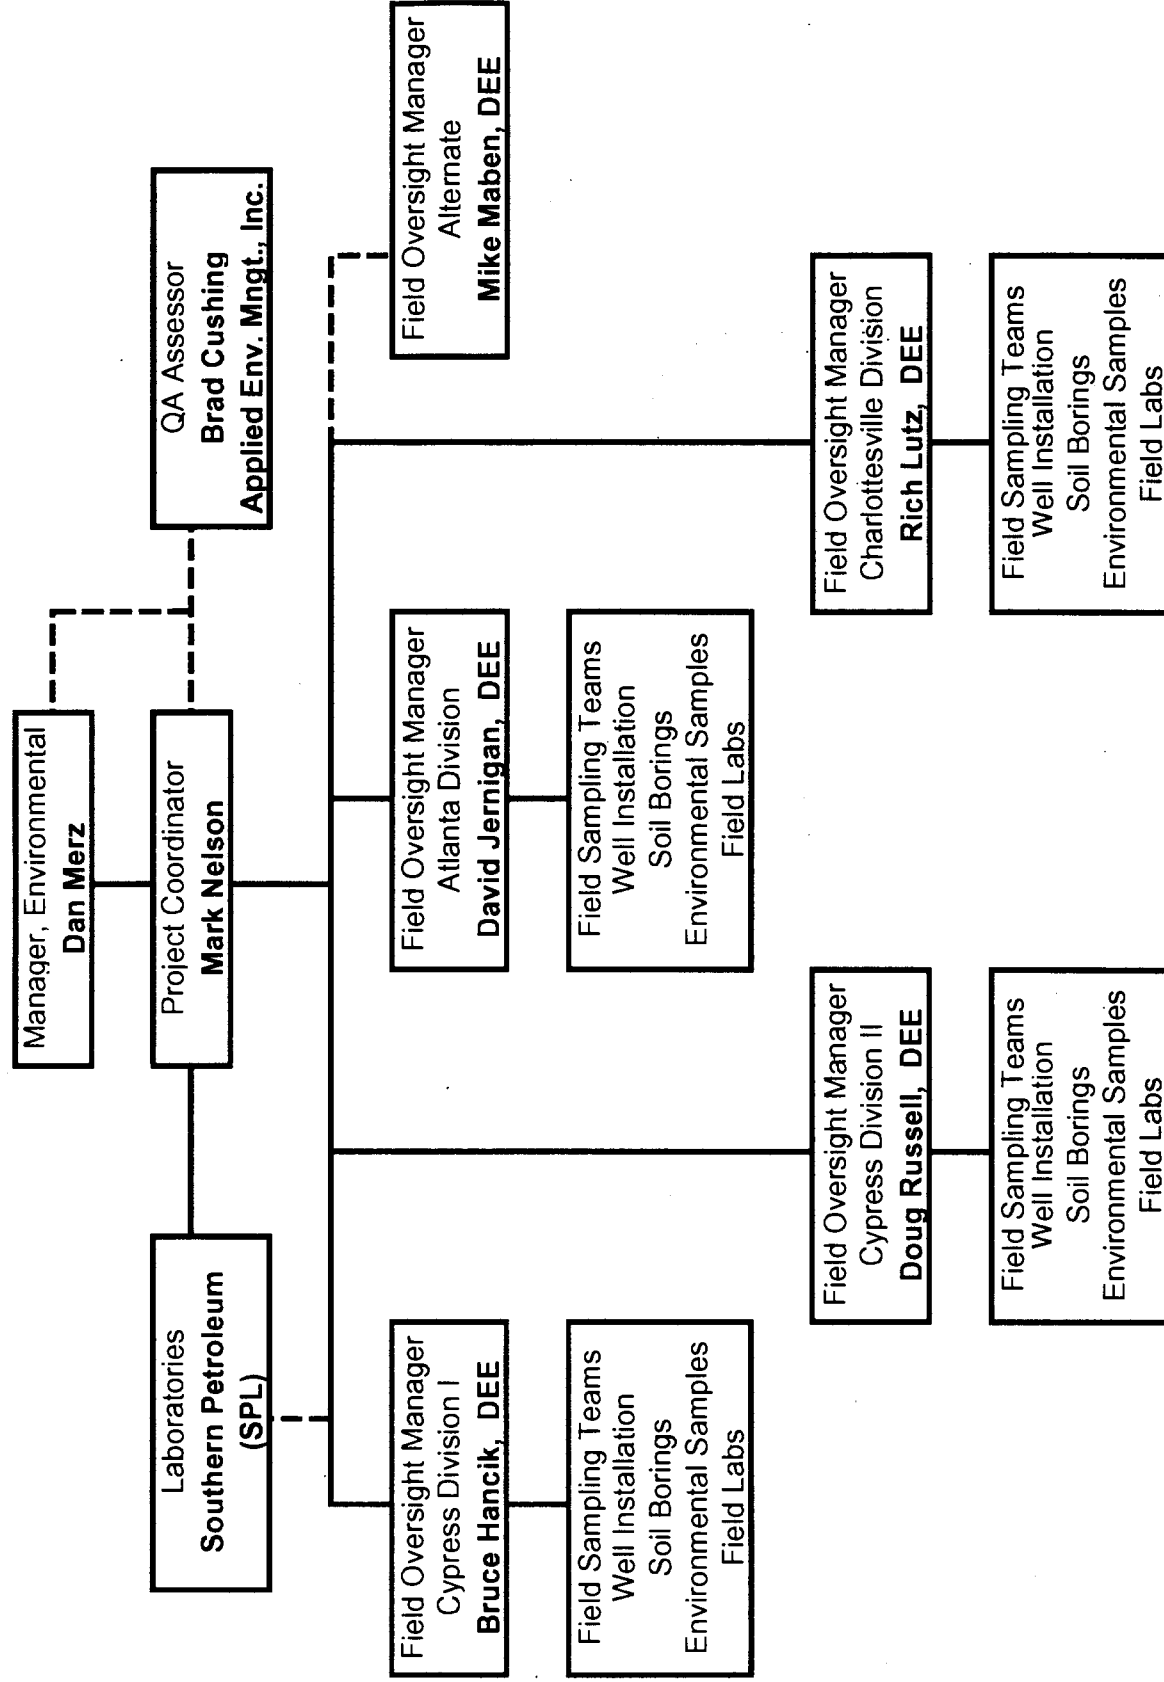 Manager, Environmental
Dan Merz
Laboratories
Southern Petroleum
(SPL)
Project Coordinator
Mark Nelson
QA Assessor
Brad Cushing
Applied Env. Mngt., Inc.
Field Oversight Manager
Cypress Division I
Bruce Hancik, DEE
Field Oversight Manager
Atlanta Division
David Jernigan, DEE
Field Oversight Manager
Alternate
Mike Maben, DEE
Field Sampling Teams
Well Installation
Soil Borings
Environmental Samples
Field Labs
Field Sampling Teams
Well Installation
Soil Borings
Environmental Samples
Field Labs
Field Oversight Manager
Cypress Division II
Doug Russell, DEE
Field Oversight Manager
Charlottesville Division
Rich Lutz, DEE
Field Sampling Teams
Well Installation
Soil Borings
Environmental Samples
Field Labs
Field Sampling Teams
Well Installation
Soil Borings
Environmental Samples
Field Labs